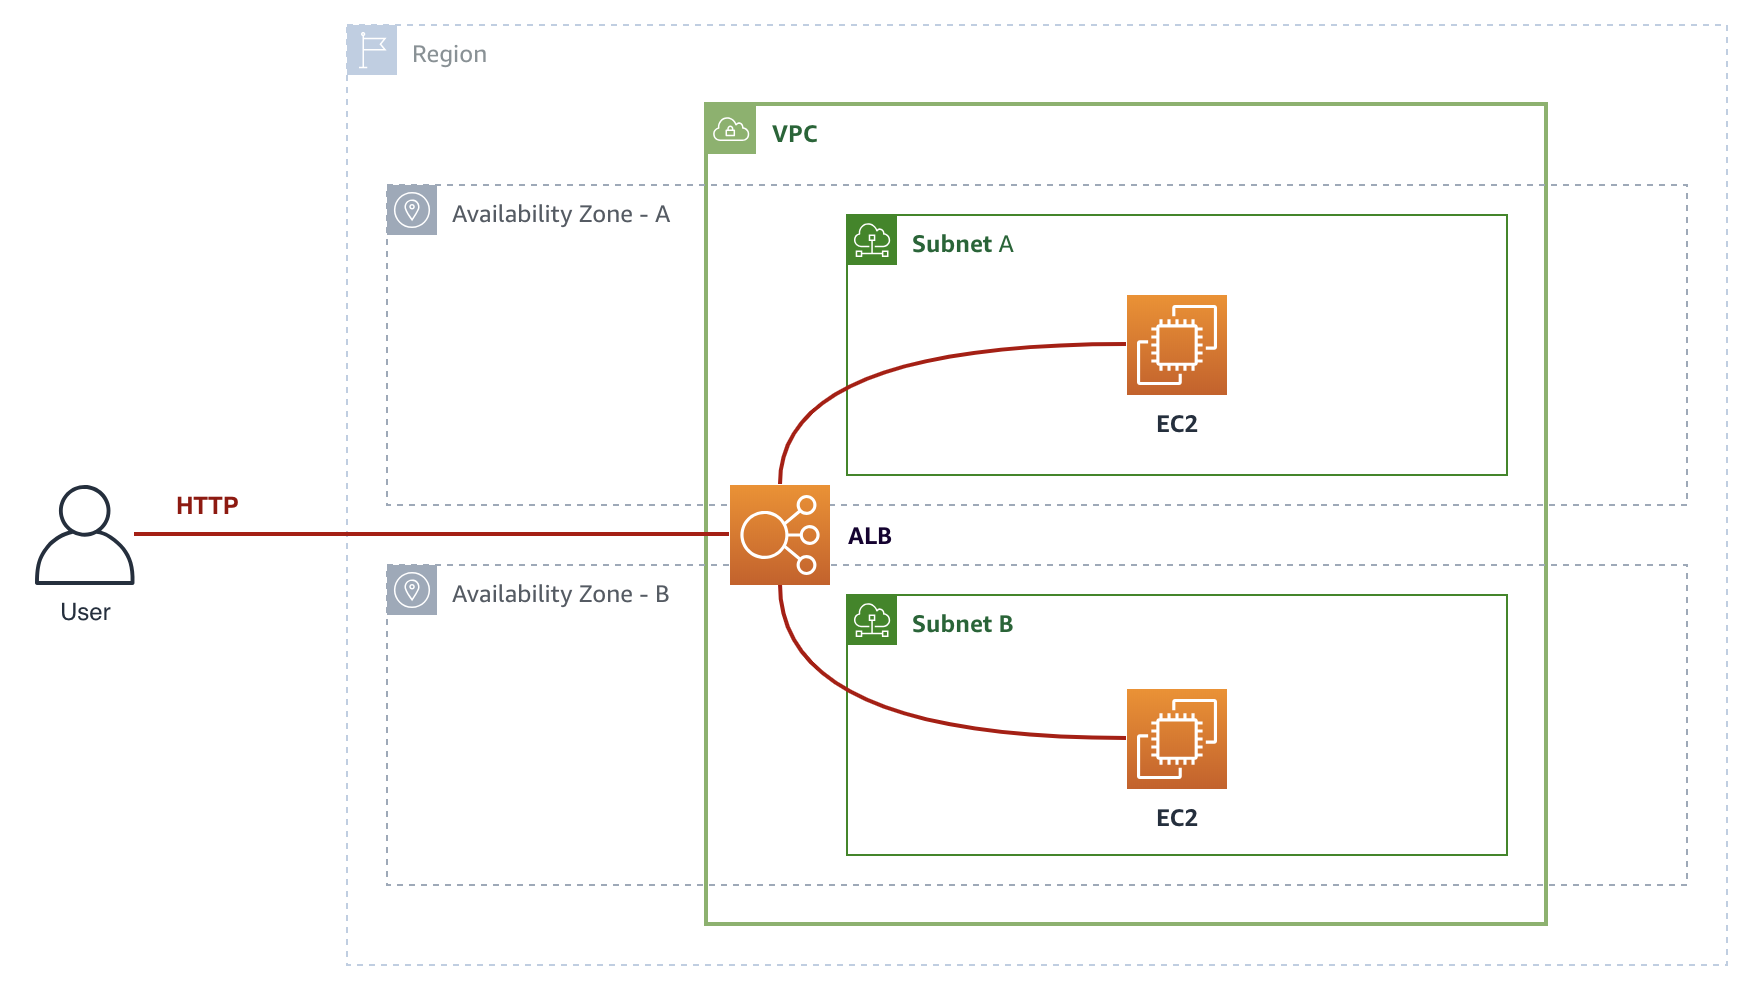 Region
VPC
Availability Zone - A
Subnet A
EC2
HTTP
ALB
User
Availability Zone - B
Subnet B
EC2